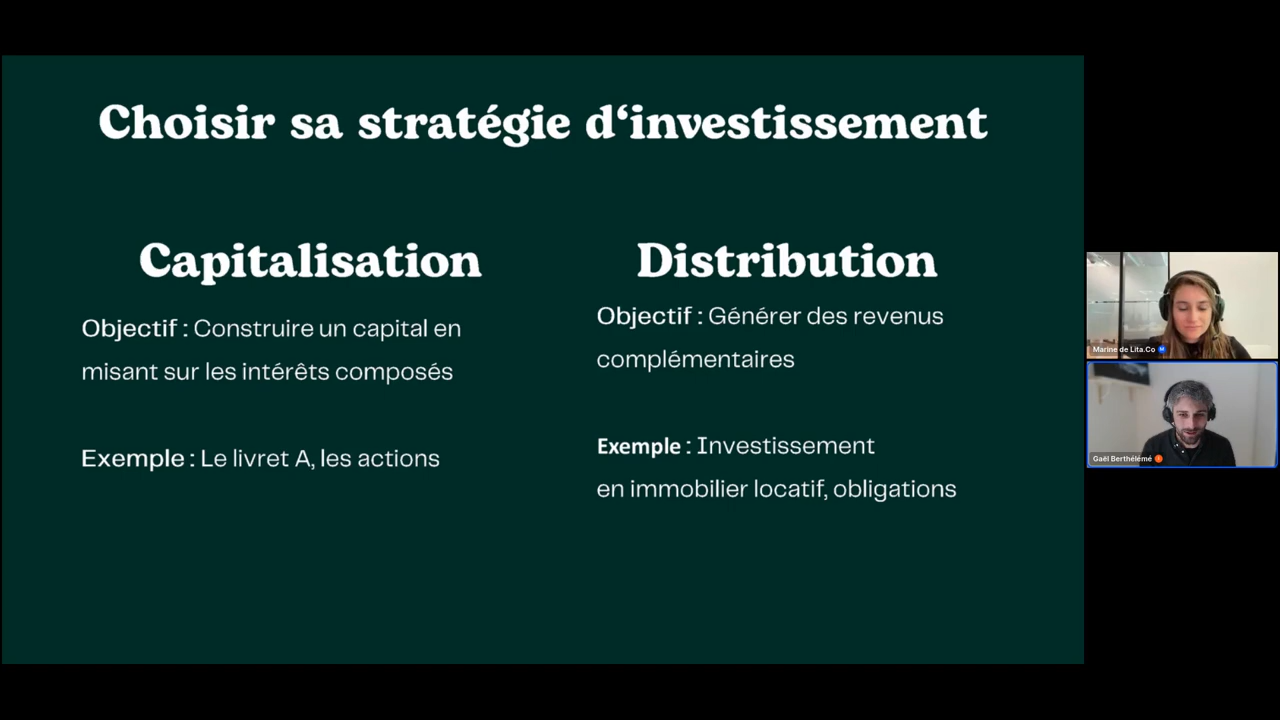 Choisir sa stratégie d‘investissement
Capitalisation
Objectif : Construire un capital en
misant sur les intérêts composés
Exemple : Le livret A, les actions
Distribution
Objectif : Générer des revenus
complémentaires
Exemple : Investissement
en immobilier locatif, obligations
Marine de Lita.Co
Gaël Berthélémé